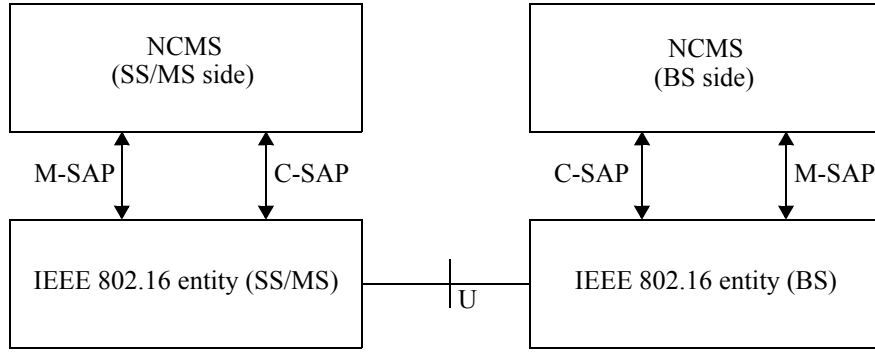 NCMS
(SS/MS side)
NCMS
(BS side)
M-SAP
C-SAP
C-SAP
M-SAP
IEEE 802.16 entity (SS/MS)
IEEE 802.16 entity (BS)
U